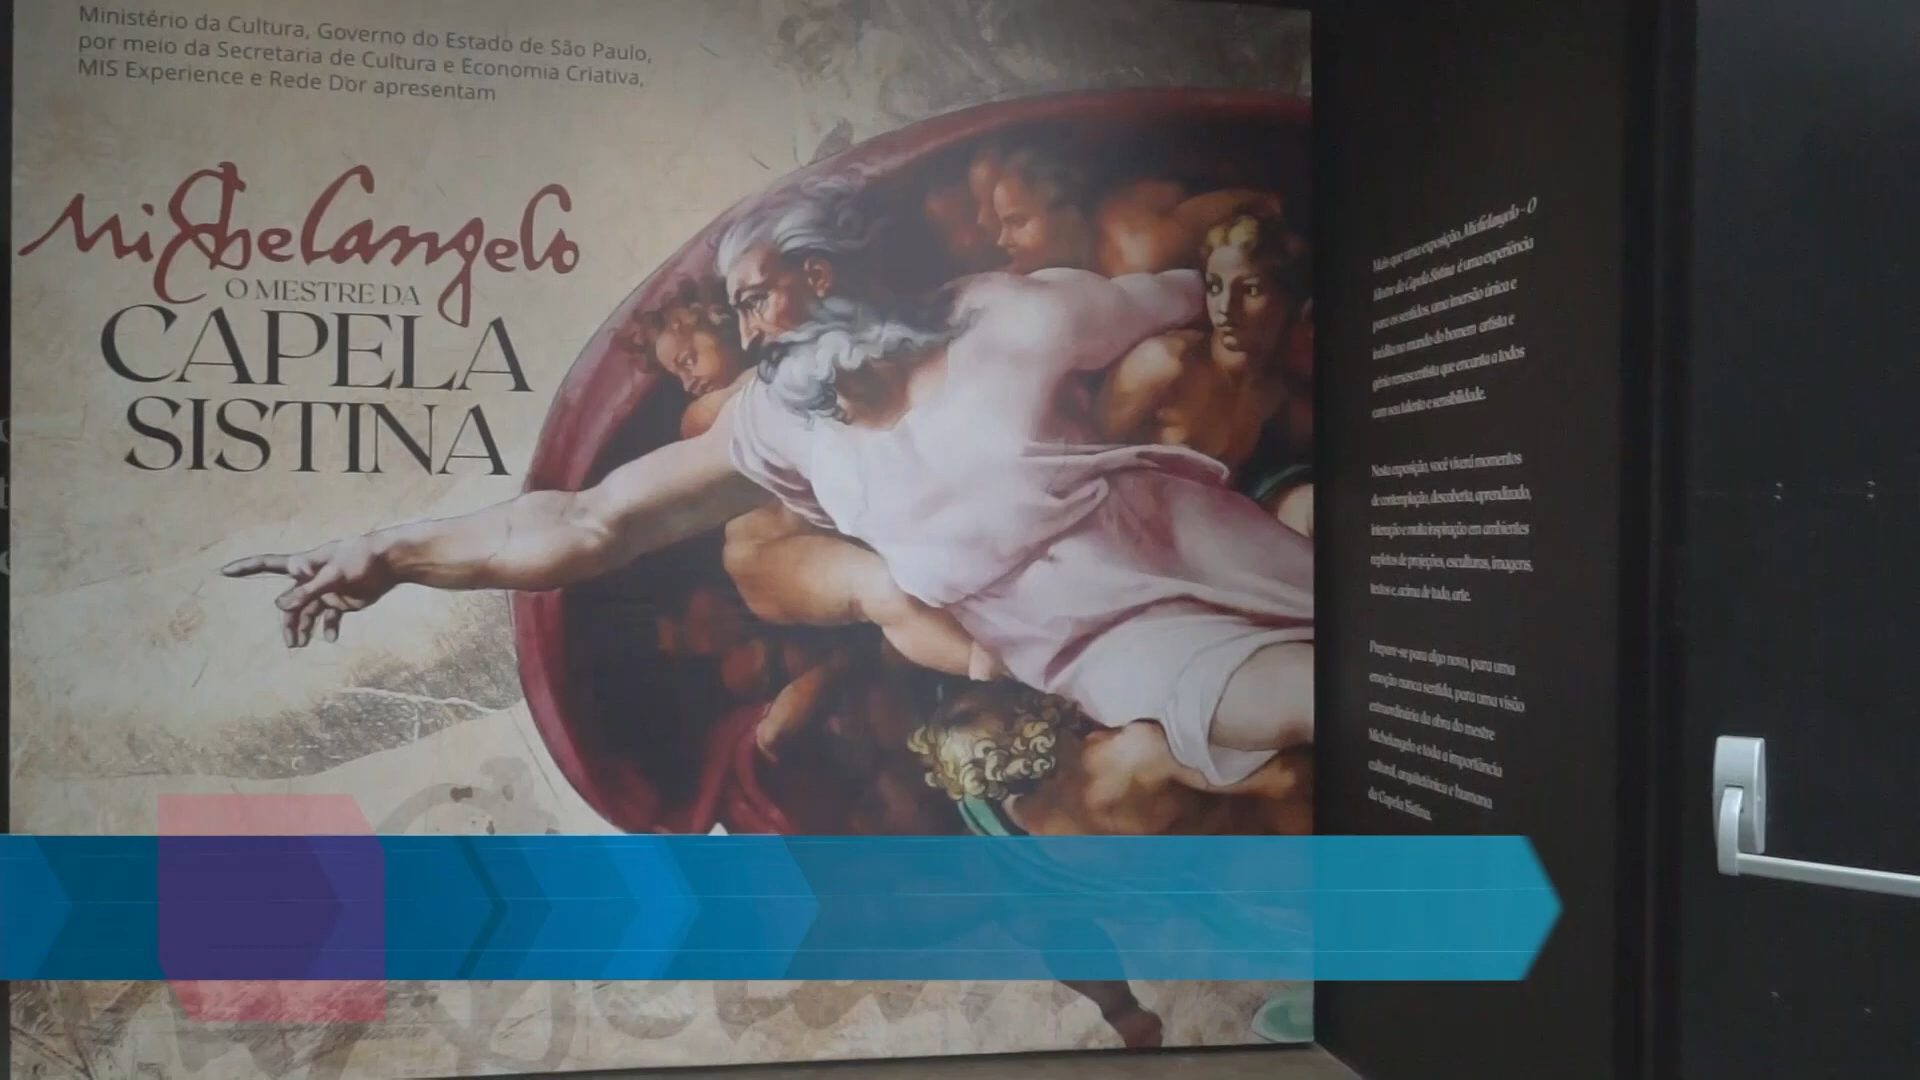 Ministério da Cultura, Governo do Estado de São Paulo,
por meio da Secretaria de Cultura e Economia Criativa,
MIS Experience e Rede Dor apresentam
Michelangelo
O MESTRE DA
CAPELA
SISTINA
Mais que uma exposição, Michelangelo - O
Mestre da Capela Sistina é uma experiência
para os sentidos, uma imersão única e
inédita no mundo do homem artista e
gênio renascentista que encanta a todos
com seu talento e sensibilidade.
Nesta exposição, você viverá momentos
de contemplação, descoberta, aprendizado,
interação e muita inspiração em ambientes
repletos de projeções, esculturas, imagens,
textos e, acima de tudo, arte.
Prepare-se para algo novo, para uma
emoção nunca sentida, para uma visão
extraordinária da obra do mestre
Michelangelo e toda a importância
cultural, arquitetônica e humana
da Capela Sistina.